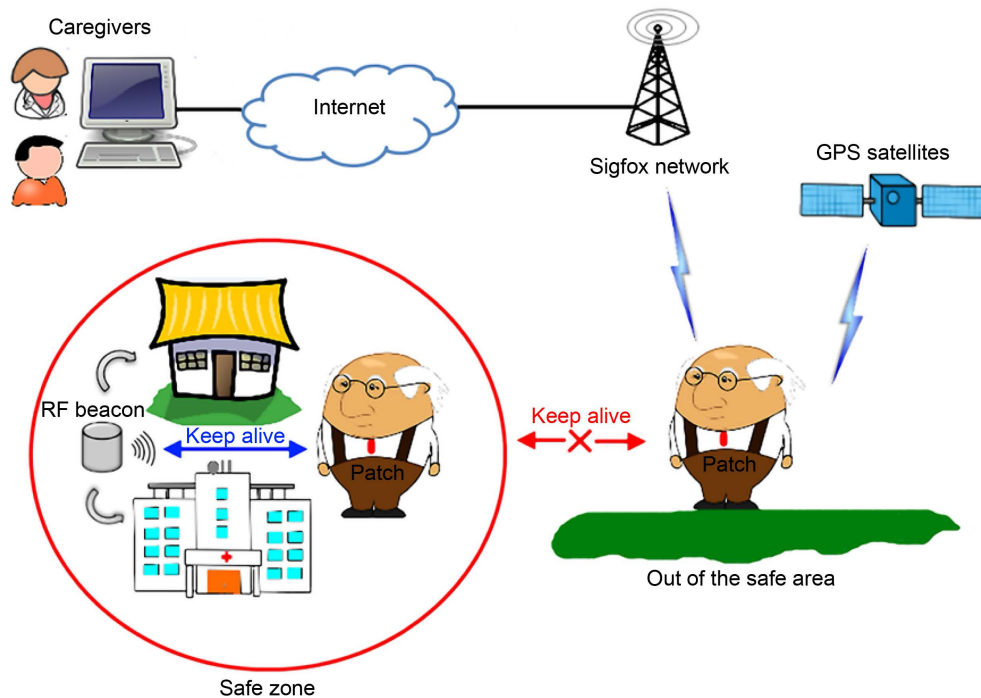 Caregivers
Internet
Sigfox network
GPS satellites
RF beacon
Keep alive
Patch
Keep alive
Patch
Out of the safe area
Safe zone